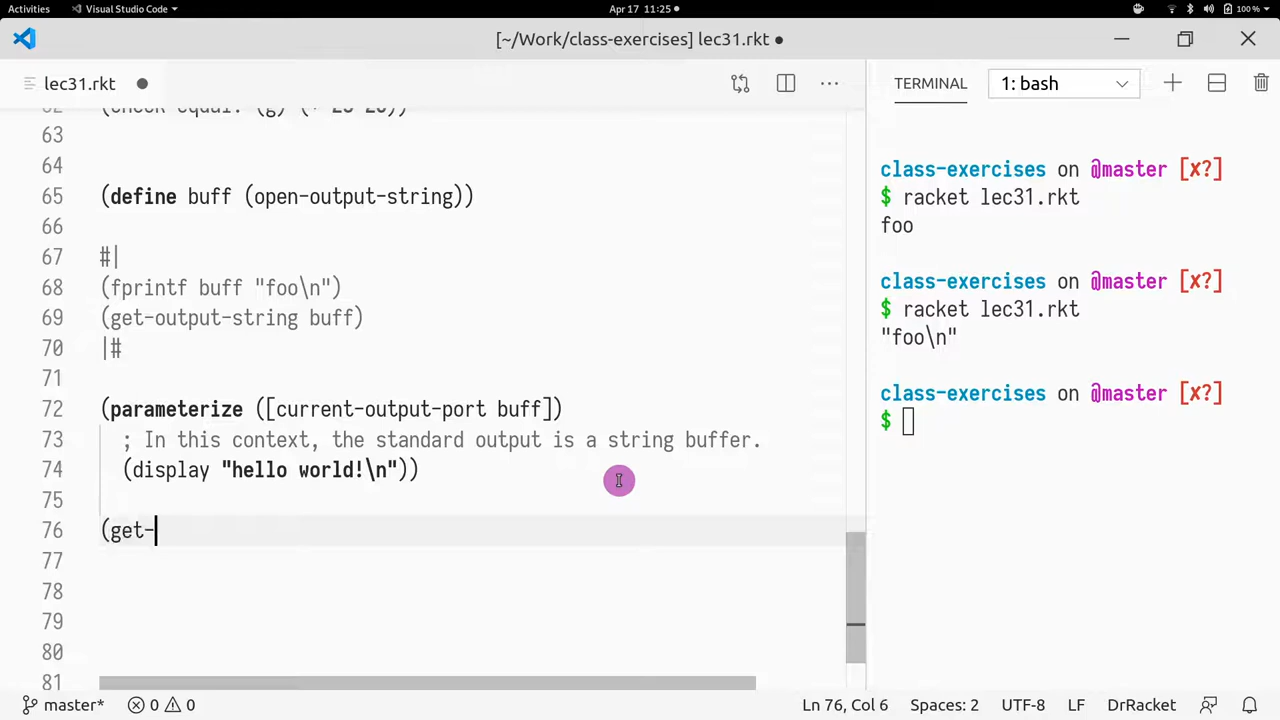 Activities
Visual Studio Code
Apr 17 11:25
100 %
[~/Work/class-exercises] lec31.rkt ●
lec31.rkt
TERMINAL
1: bash
62
63
64
65 (define buff (open-output-string))
66
67 #|
68 (fprintf buff "foo\n")
69 (get-output-string buff)
70 |#
71
72 (parameterize ([current-output-port buff])
73 ; In this context, the standard output is a string buffer.
74 (display "hello world!\n"))
75
76 (get-
77
78
79
80
81
class-exercises on @master [x?]
$ racket lec31.rkt
foo
class-exercises on @master [x?]
$ racket lec31.rkt
"foo\n"
class-exercises on @master [x?]
$
master* 0 0
Ln 76, Col 6
Spaces: 2
UTF-8
LF
DrRacket